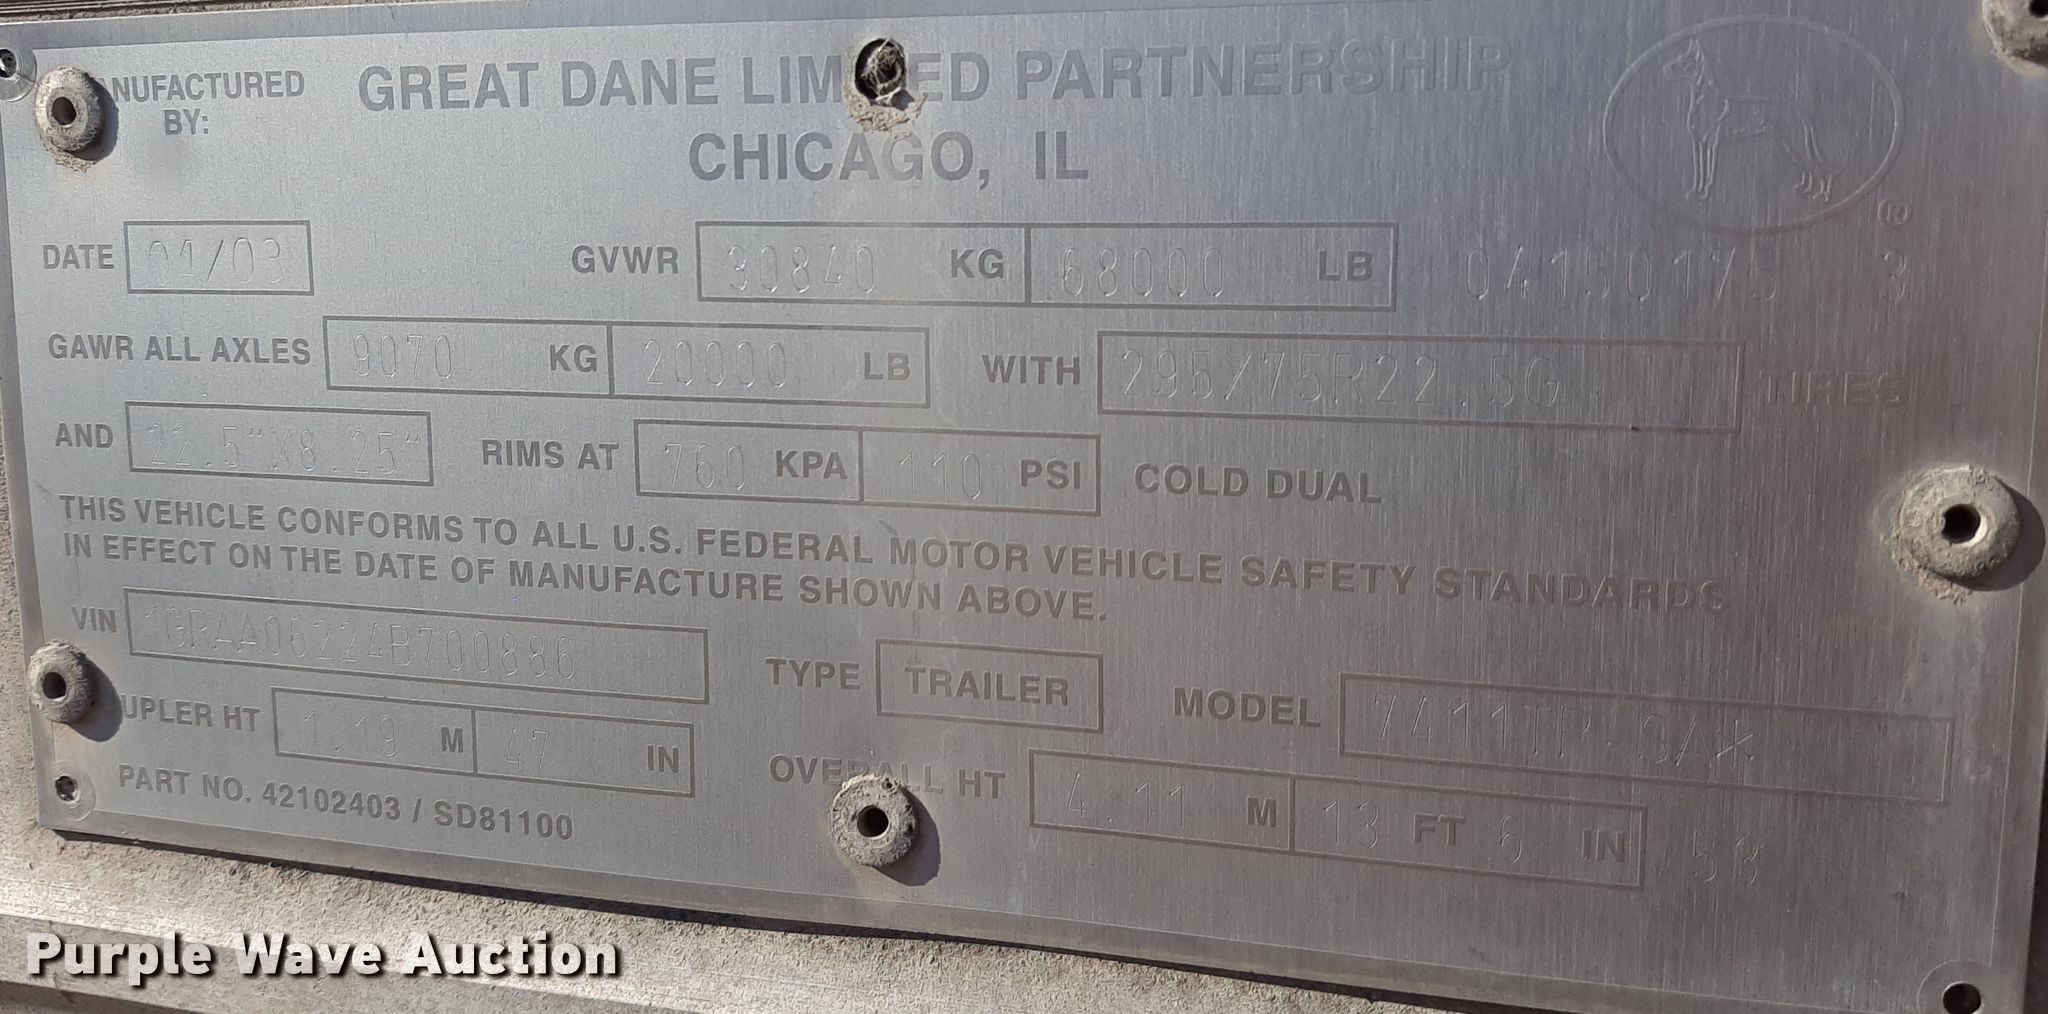 MANUFACTURED BY: GREAT DANE LIMITED PARTNERSHIP
CHICAGO, IL
®
DATE 01/03 GVWR 30840 KG 68000 LB 04150175 3
GAWR ALL AXLES 9070 KG 20000 LB WITH 295/75R22.5G TIRES
AND 22.5"X8.25" RIMS AT 760 KPA 110 PSI COLD DUAL
THIS VEHICLE CONFORMS TO ALL U.S. FEDERAL MOTOR VEHICLE SAFETY STANDARDS
IN EFFECT ON THE DATE OF MANUFACTURE SHOWN ABOVE.
VIN 1GRAA06224B700886 TYPE TRAILER MODEL
UPLER HT 1.19 M 47 IN OVERALL HT 4.11 M 13 FT 6 IN
PART NO. 42102403 / SD81100
Purple Wave Auction